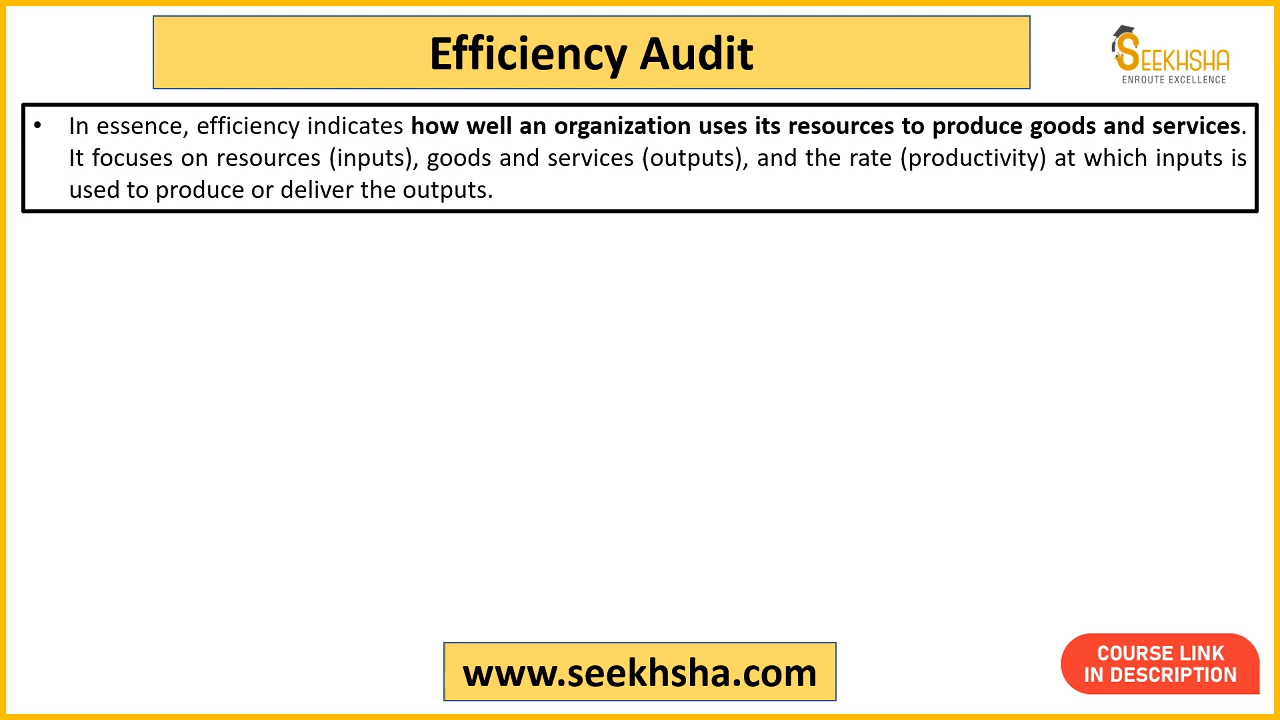 Efficiency Audit
SEEKHSHA
ENROUTE EXCELLENCE
• In essence, efficiency indicates how well an organization uses its resources to produce goods and services.
It focuses on resources (inputs), goods and services (outputs), and the rate (productivity) at which inputs is
used to produce or deliver the outputs.
www.seekhsha.com
COURSE LINK
IN DESCRIPTION